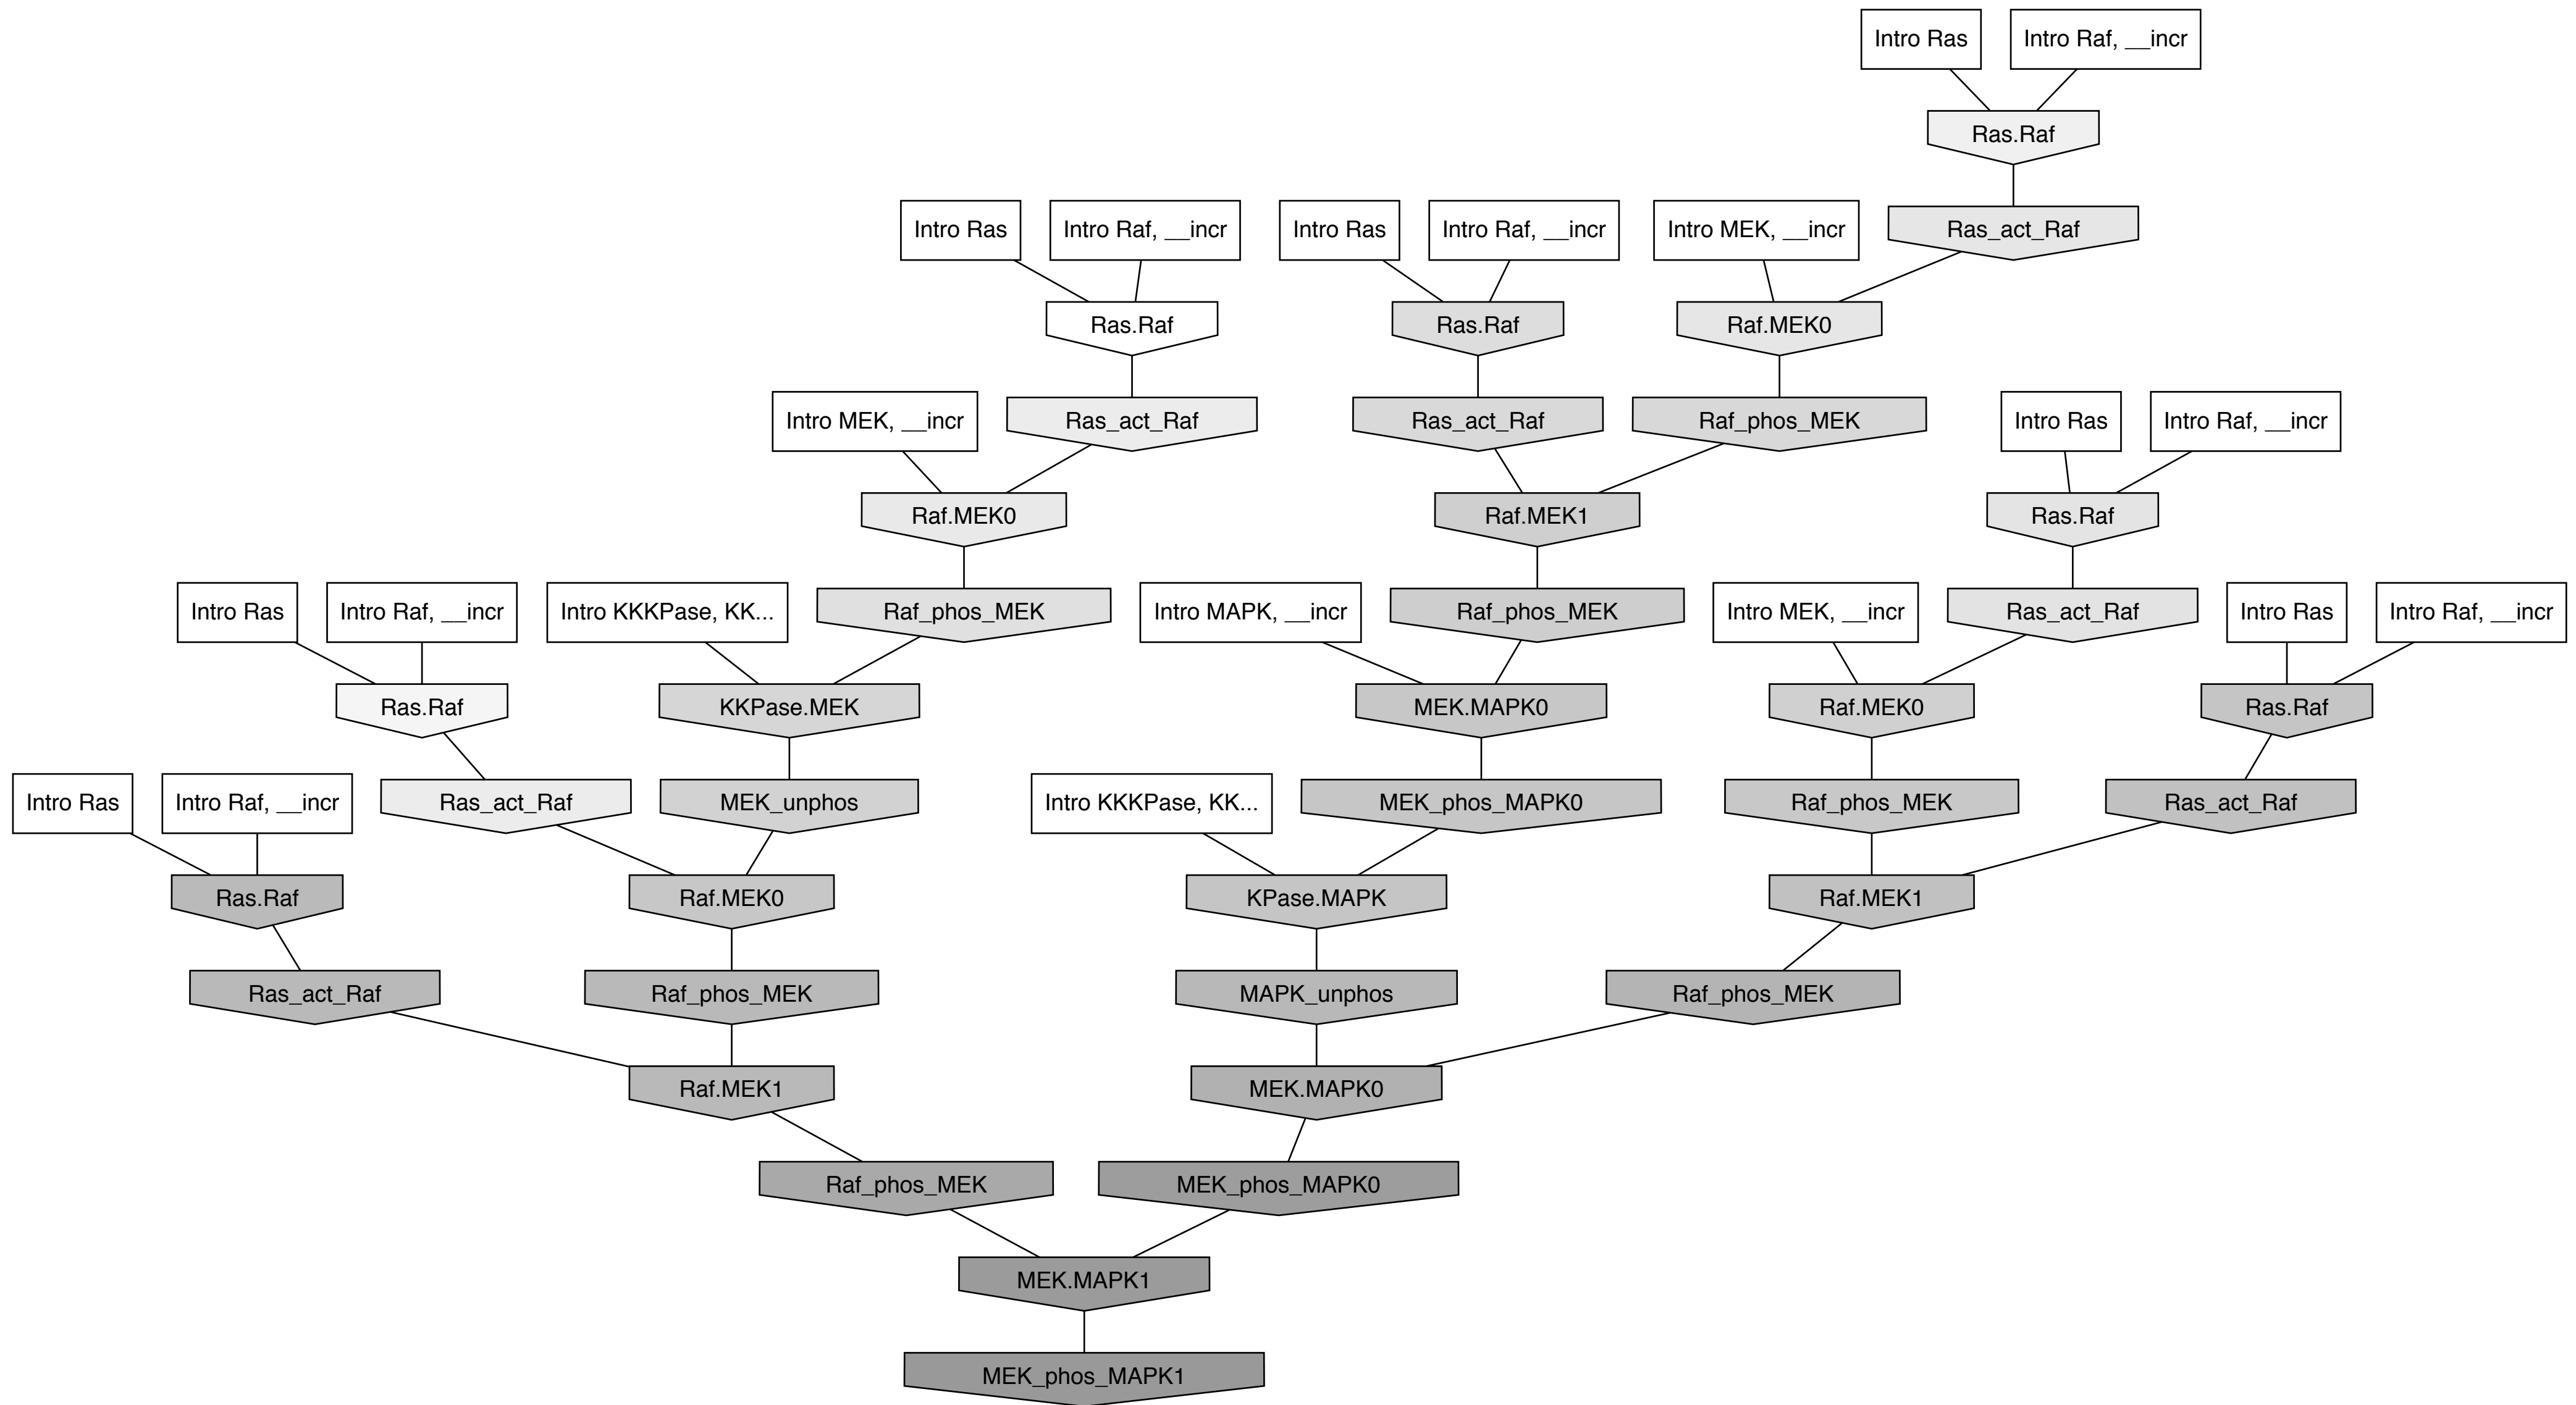 Intro Ras
Intro Raf, __incr
Ras.Raf
Intro Ras
Intro Raf, __incr
Intro Ras
Intro Raf, __incr
Intro MEK, __incr
Ras_act_Raf
Ras.Raf
Ras.Raf
Raf.MEK0
Intro MEK, __incr
Ras_act_Raf
Ras_act_Raf
Raf_phos_MEK
Intro Ras
Intro Raf, __incr
Raf.MEK0
Raf.MEK1
Ras.Raf
Intro Ras
Intro Raf, __incr
Intro KKKPase, KK...
Raf_phos_MEK
Intro MAPK, __incr
Raf_phos_MEK
Intro MEK, __incr
Ras_act_Raf
Intro Ras
Intro Raf, __incr
Ras.Raf
KKPase.MEK
MEK.MAPK0
Raf.MEK0
Ras.Raf
Intro Ras
Intro Raf, __incr
Ras_act_Raf
MEK_unphos
Intro KKKPase, KK...
MEK_phos_MAPK0
Raf_phos_MEK
Ras_act_Raf
Ras.Raf
Raf.MEK0
KPase.MAPK
Raf.MEK1
Ras_act_Raf
Raf_phos_MEK
MAPK_unphos
Raf_phos_MEK
Raf.MEK1
MEK.MAPK0
Raf_phos_MEK
MEK_phos_MAPK0
MEK.MAPK1
MEK_phos_MAPK1